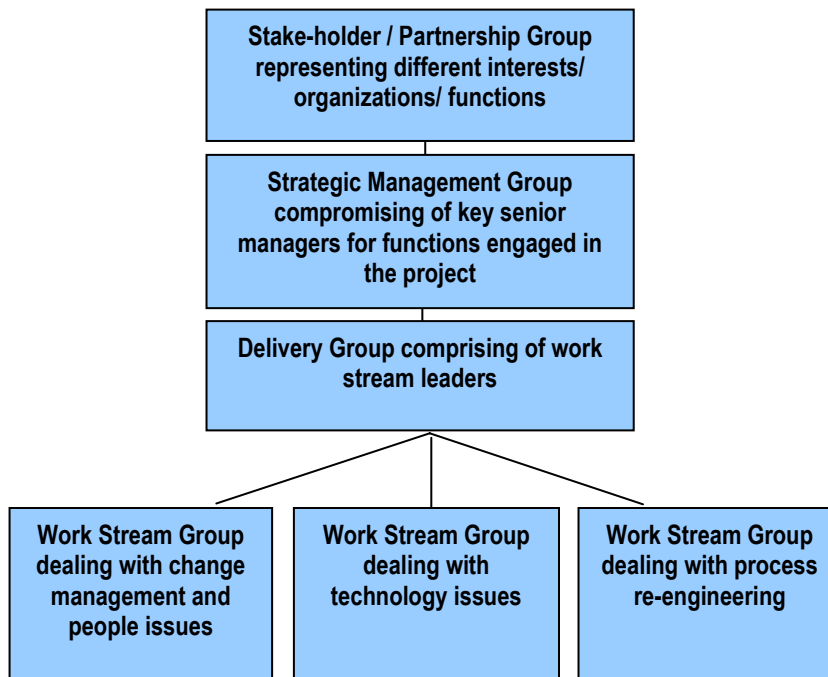 Stake-holder / Partnership Group
representing different interests/
organizations/ functions
Strategic Management Group
compromising of key senior
managers for functions engaged in
the project
Delivery Group comprising of work
stream leaders
Work Stream Group
dealing with change
management and
people issues
Work Stream Group
dealing with
technology issues
Work Stream Group
dealing with process
re-engineering